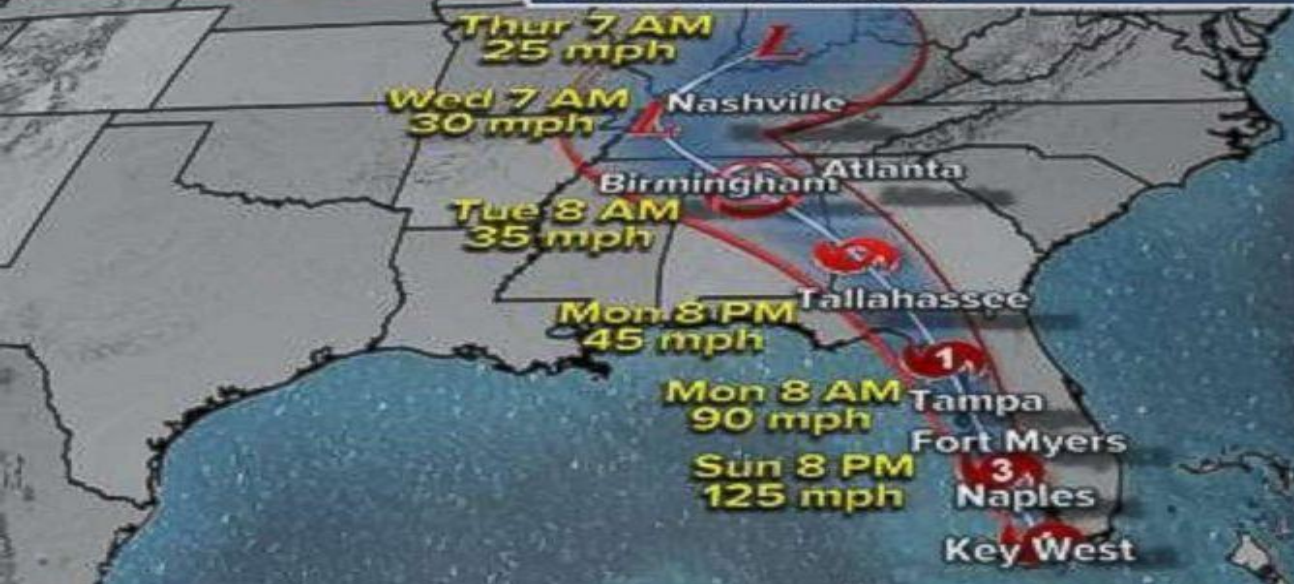 Thur 7 AM
25 mph
L
Wed 7 AM
30 mph
L
Nashville
Atlanta
Birmingham
Tue 8 AM
35 mph
Tallahassee
Mon 8 PM
45 mph
1
Mon 8 AM
90 mph
Tampa
Fort Myers
Sun 8 PM
125 mph
3
Naples
Key West